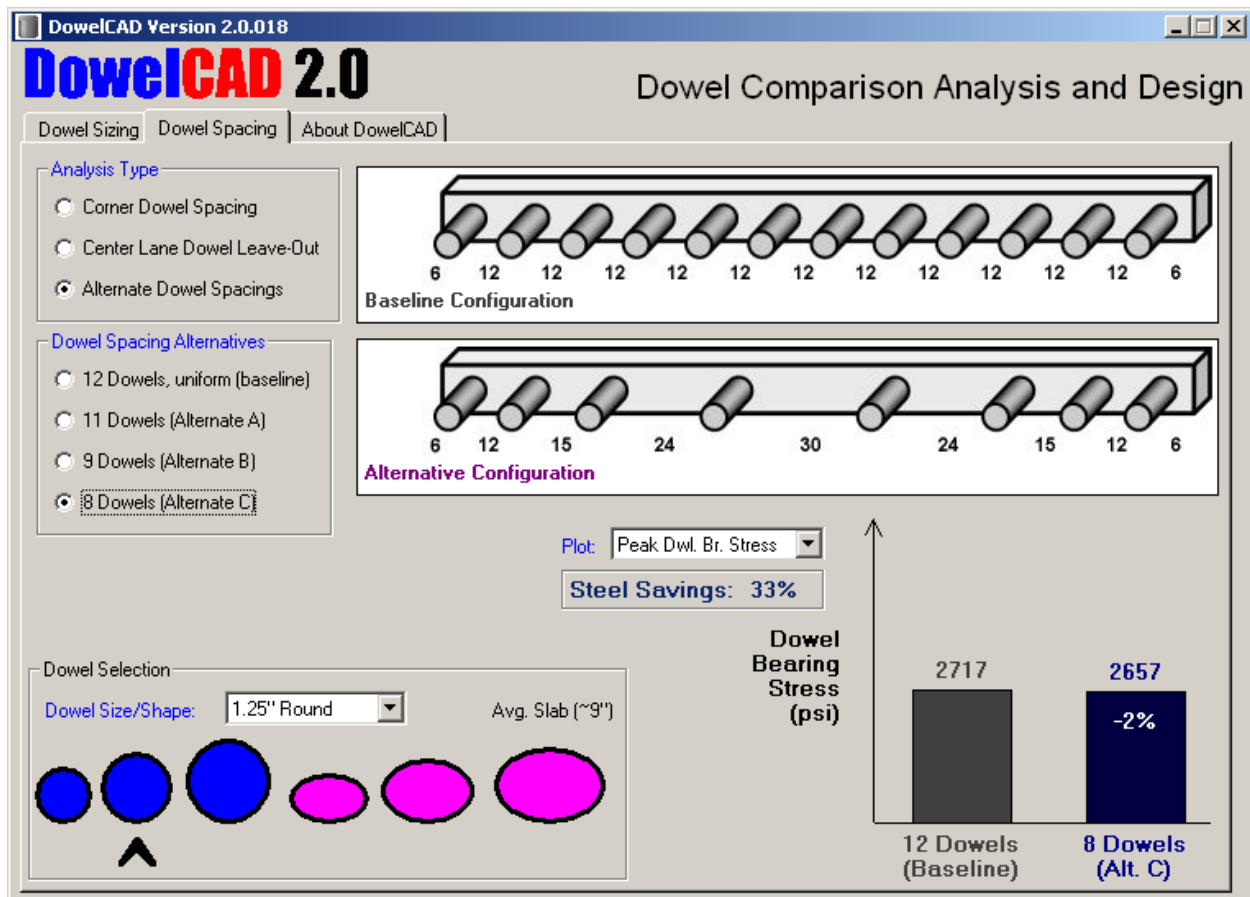 DowelCAD Version 2.0.018
DowelCAD 2.0
Dowel Comparison Analysis and Design
Dowel Sizing Dowel Spacing About DowelCAD
Analysis Type
Corner Dowel Spacing
Center Lane Dowel Leave-Out
Alternate Dowel Spacings
6 12 12 12 12 12 12 12 12 12 12 12 6
Baseline Configuration
Dowel Spacing Alternatives
12 Dowels, uniform (baseline)
11 Dowels (Alternate A)
9 Dowels (Alternate B)
8 Dowels (Alternate C)
6 12 15 24 30 24 15 12 6
Alternative Configuration
Plot: Peak Dwl. Br. Stress
Steel Savings: 33%
Dowel
Bearing
Stress
(psi)
2717
2657
-2%
12 Dowels
(Baseline)
8 Dowels
(Alt. C)
Dowel Selection
Dowel Size/Shape: 1.25" Round Avg. Slab (~9")